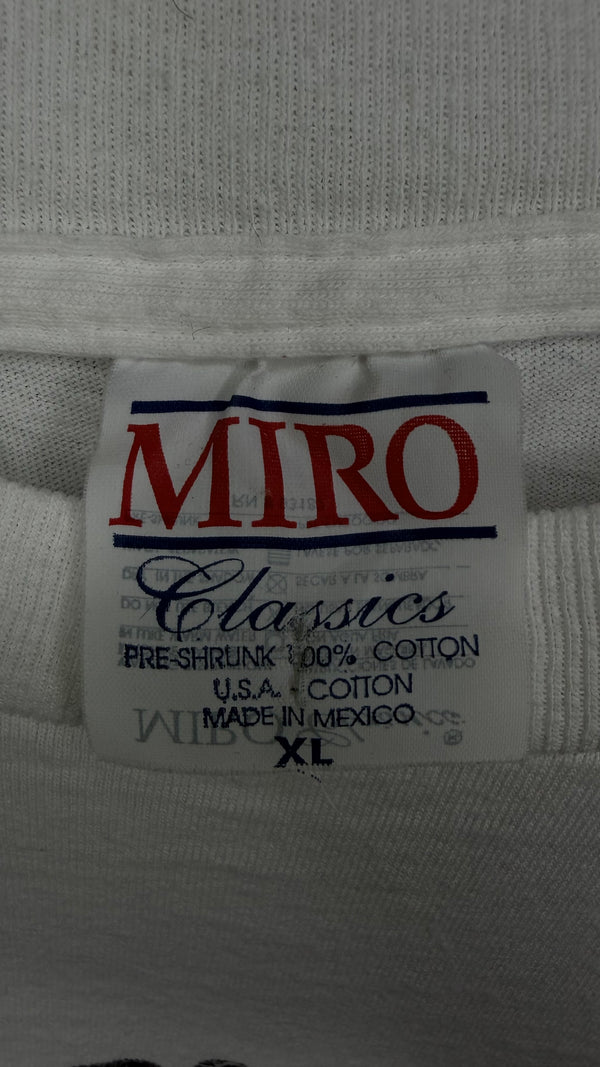 MIRO
Classics
PRE-SHRUNK 100% COTTON
U.S.A. - COTTON
MADE IN MEXICO
XL